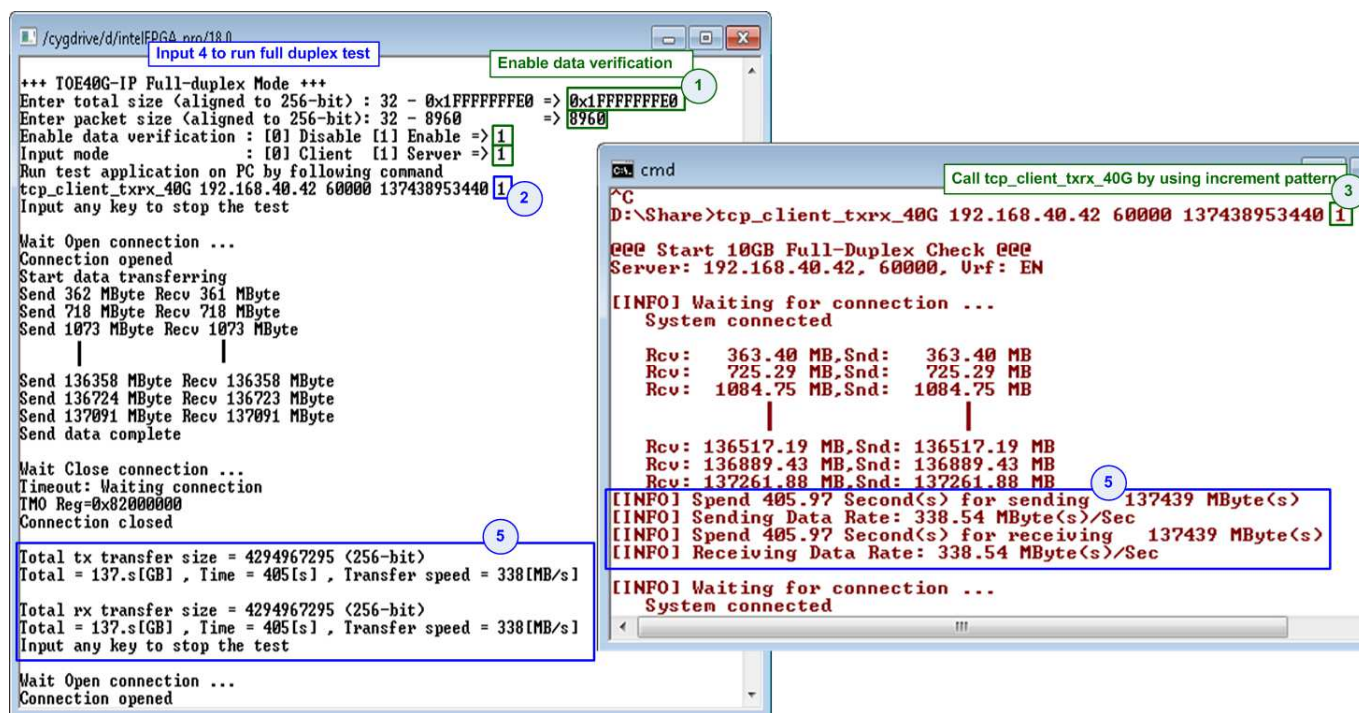 /cygdrive/d/intelFPGA_pro/18.0
Input 4 to run full duplex test
Enable data verification
1
+++ TOE40G-IP Full-duplex Mode +++
Enter total size (aligned to 256-bit) : 32 - 0x1FFFFFFFE0 => 0x1FFFFFFFE0
Enter packet size (aligned to 256-bit): 32 - 8960 => 8960
Enable data verification : [0] Disable [1] Enable => 1
Input mode : [0] Client [1] Server => 1
Run test application on PC by following command
tcp_client_txrx_40G 192.168.40.42 60000 137438953440 1
2
Input any key to stop the test
Wait Open connection ...
Connection opened
Start data transferring
Send 362 MByte Recv 361 MByte
Send 718 MByte Recv 718 MByte
Send 1073 MByte Recv 1073 MByte
Send 136358 MByte Recv 136358 MByte
Send 136724 MByte Recv 136723 MByte
Send 137091 MByte Recv 137091 MByte
Send data complete
Wait Close connection ...
Timeout: Waiting connection
TMO Reg=0x82000000
Connection closed
5
Total tx transfer size = 4294967295 (256-bit)
Total = 137.s[GB] , Time = 405[s] , Transfer speed = 338[MB/s]
Total rx transfer size = 4294967295 (256-bit)
Total = 137.s[GB] , Time = 405[s] , Transfer speed = 338[MB/s]
Input any key to stop the test
Wait Open connection ...
Connection opened
cmd
Call tcp_client_txrx_40G by using increment pattern
3
^C
D:\Share>tcp_client_txrx_40G 192.168.40.42 60000 137438953440 1
@@@ Start 10GB Full-Duplex Check @@@
Server: 192.168.40.42, 60000, Vrf: EN
[INFO] Waiting for connection ...
System connected
Rcv: 363.40 MB,Snd: 363.40 MB
Rcv: 725.29 MB,Snd: 725.29 MB
Rcv: 1084.75 MB,Snd: 1084.75 MB
Rcv: 136517.19 MB,Snd: 136517.19 MB
Rcv: 136889.43 MB,Snd: 136889.43 MB
Rcv: 137261.88 MB,Snd: 137261.88 MB
5
[INFO] Spend 405.97 Second(s) for sending 137439 MByte(s)
[INFO] Sending Data Rate: 338.54 MByte(s)/Sec
[INFO] Spend 405.97 Second(s) for receiving 137439 MByte(s)
[INFO] Receiving Data Rate: 338.54 MByte(s)/Sec
[INFO] Waiting for connection ...
System connected